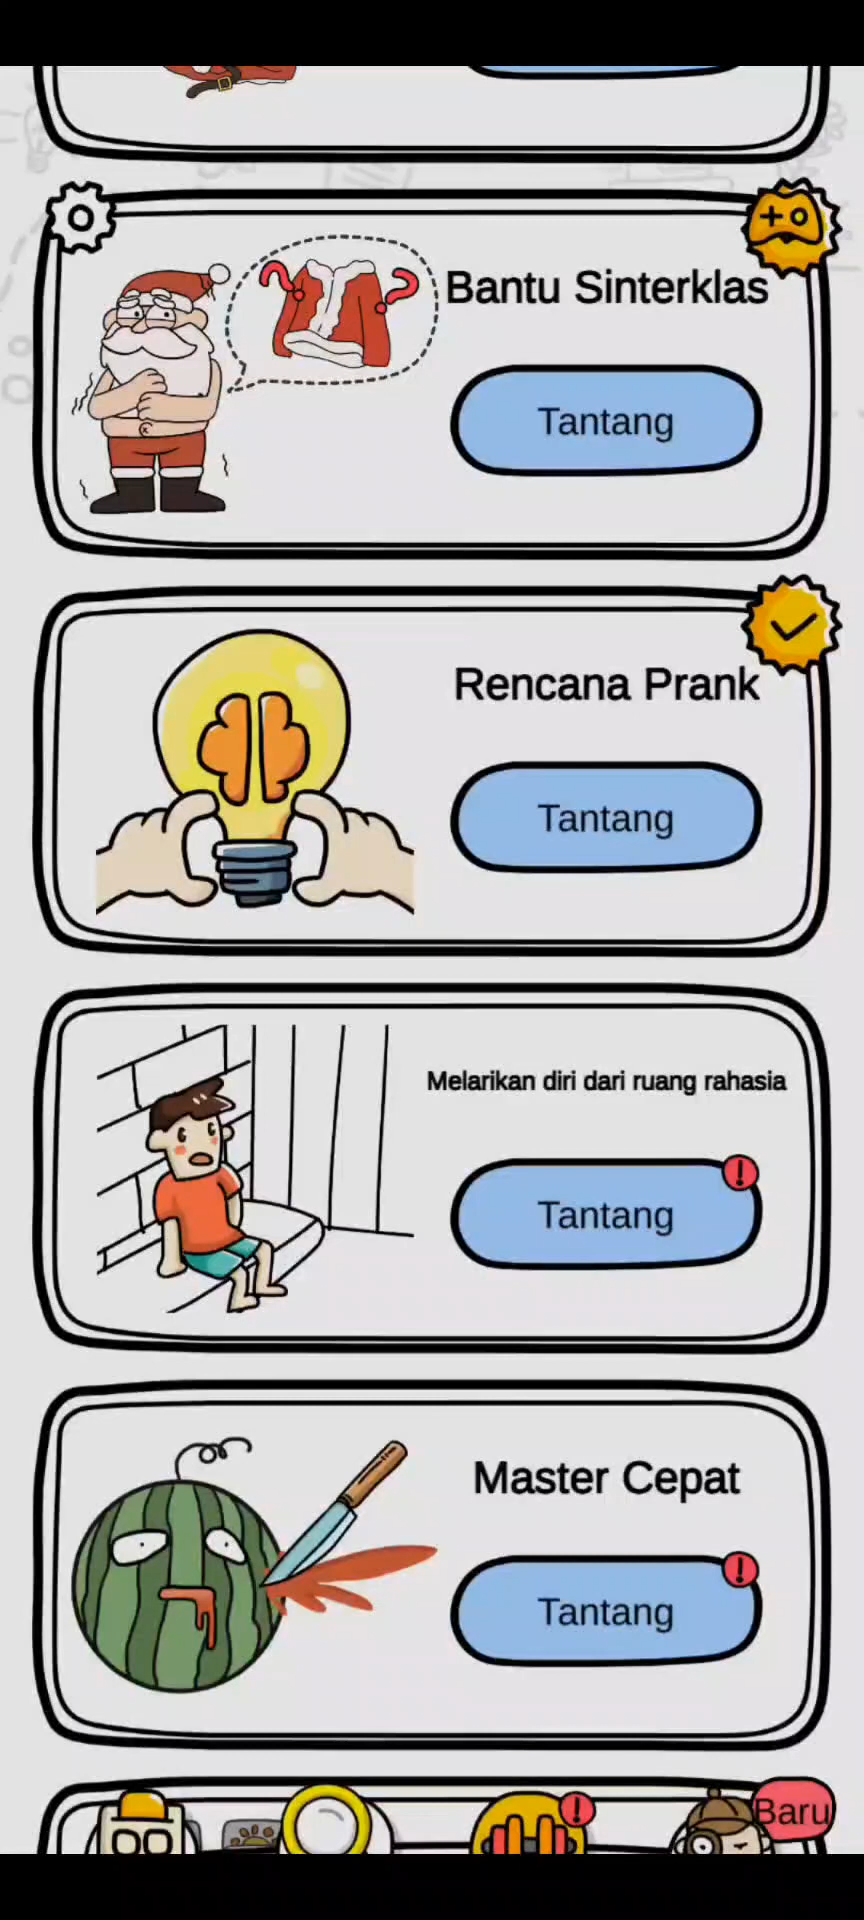 Bantu Sinterklas
Tantang
Rencana Prank
Tantang
Melarikan diri dari ruang rahasia
Tantang
!
Master Cepat
Tantang
!
!
Baru